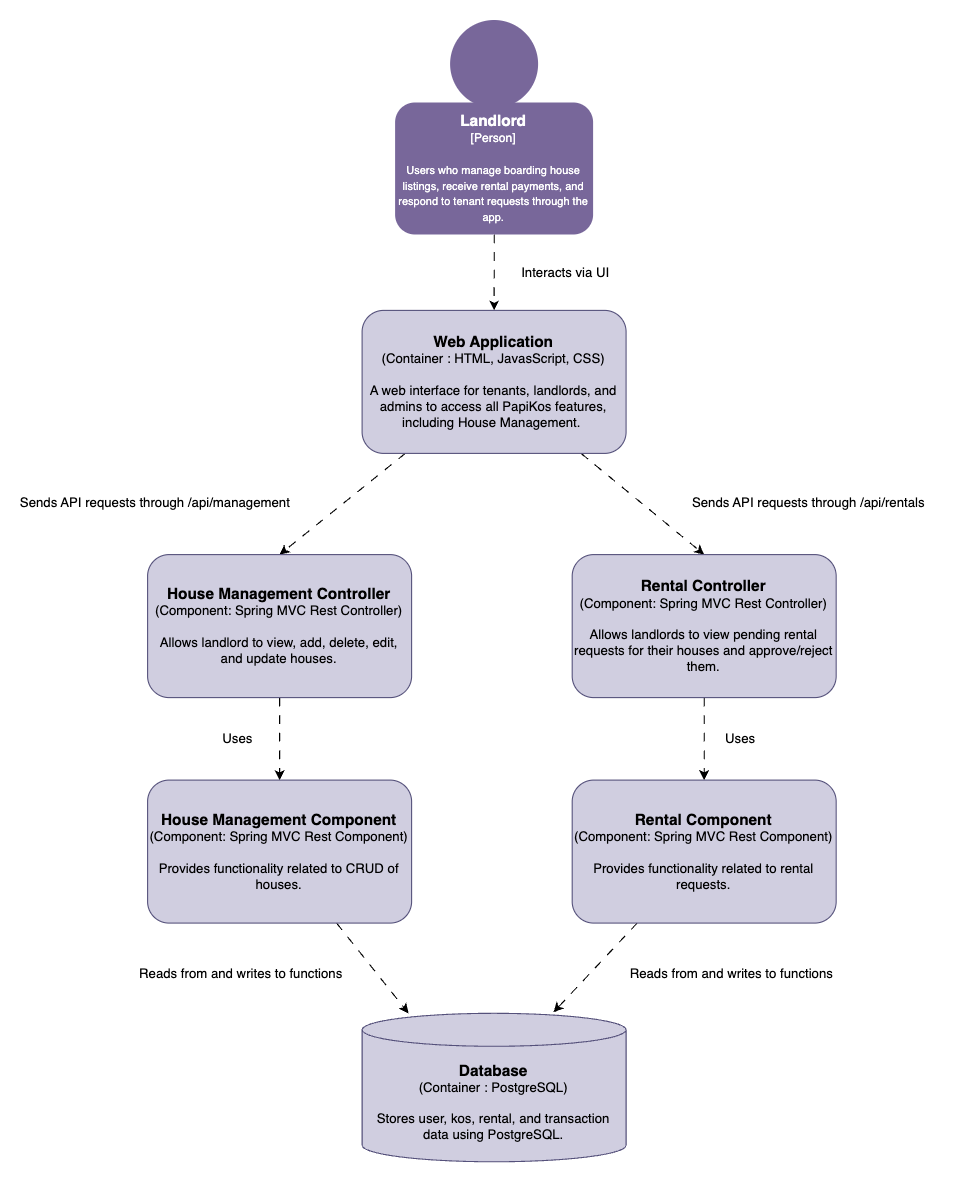 Landlord
[Person]
Users who manage boarding house
listings, receive rental payments, and
respond to tenant requests through the
app.
Interacts via UI
Web Application
(Container : HTML, JavasScript, CSS)
A web interface for tenants, landlords, and
admins to access all PapiKos features,
including House Management.
Sends API requests through /api/management
Sends API requests through /api/rentals
House Management Controller
(Component: Spring MVC Rest Controller)
Allows landlord to view, add, delete, edit,
and update houses.
Rental Controller
(Component: Spring MVC Rest Controller)
Allows landlords to view pending rental
requests for their houses and approve/reject
them.
Uses
Uses
House Management Component
(Component: Spring MVC Rest Component)
Provides functionality related to CRUD of
houses.
Rental Component
(Component: Spring MVC Rest Component)
Provides functionality related to rental
requests.
Reads from and writes to functions
Reads from and writes to functions
Database
(Container : PostgreSQL)
Stores user, kos, rental, and transaction
data using PostgreSQL.